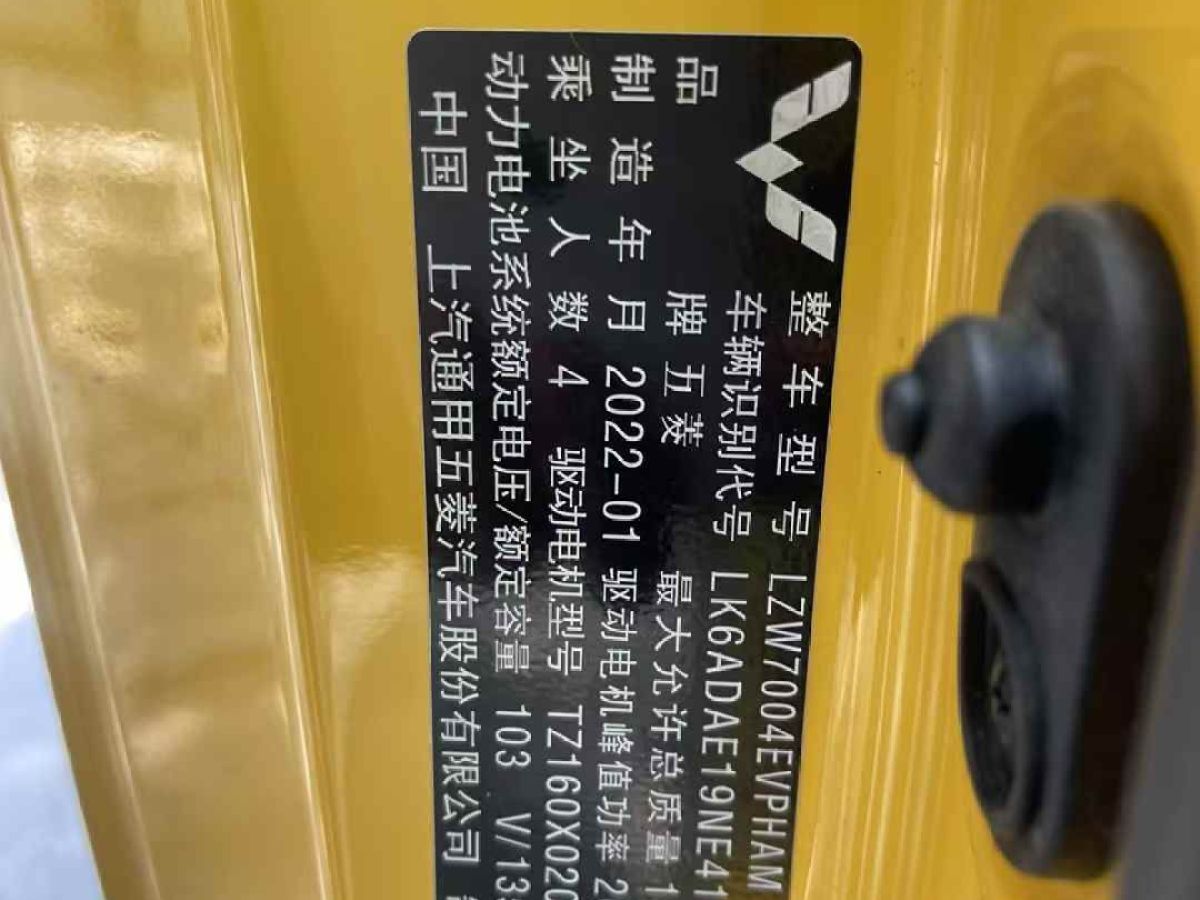 整车型号 LZW7004EVPHAM
车辆识别代号 LK6ADAE19NE41
品牌 五菱 最大允许总质量 1
制造年月 2022-01 驱动电机峰值功率 2
乘坐人数 4 驱动电机型号 TZ160X020
动力电池系统额定电压/额定容量 103 V/13
中国 上汽通用五菱汽车股份有限公司